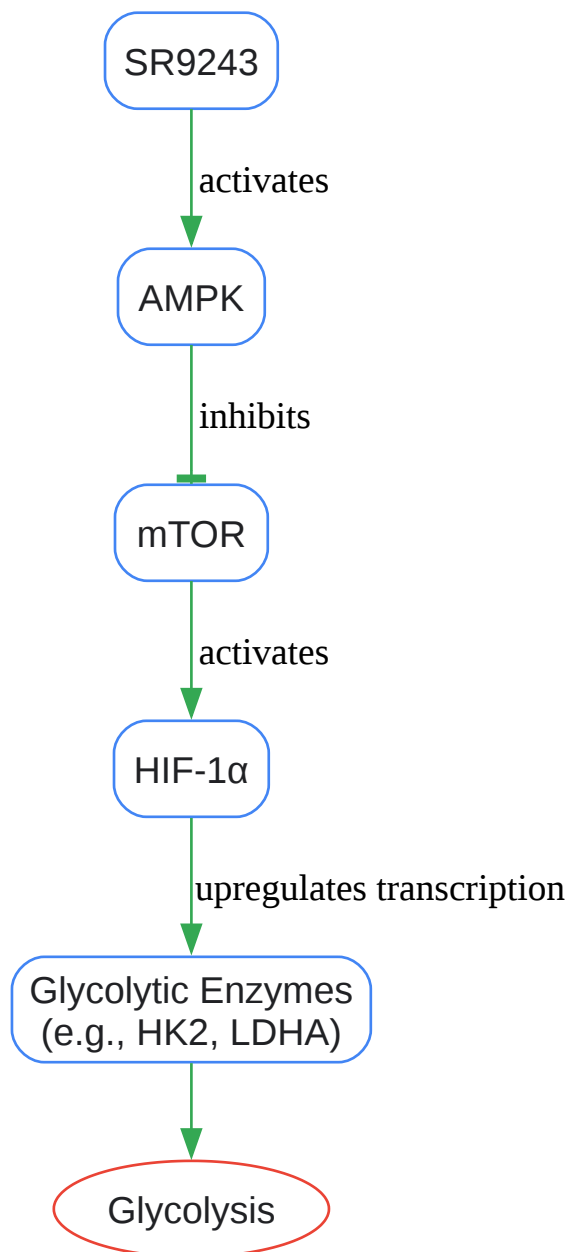 SR9243
activates
AMPK
inhibits
mTOR
activates
HIF-1α
upregulates transcription
Glycolytic Enzymes
(e.g., HK2, LDHA)
Glycolysis